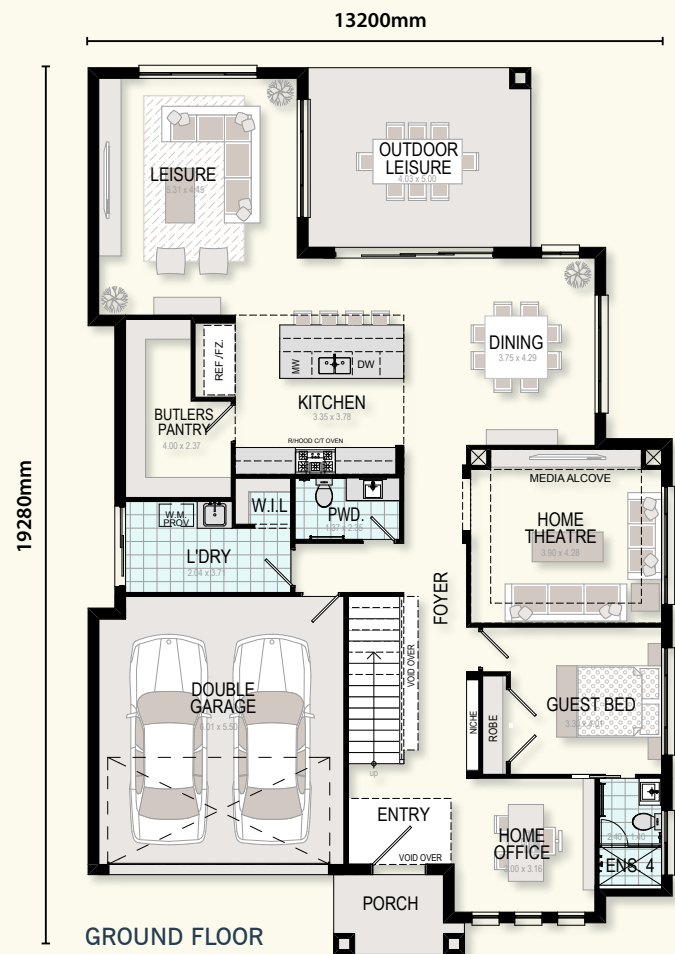 13200mm
19280mm
LEISURE
5.31 x 4.45
OUTDOOR
LEISURE
4.03 x 5.00
REF./FZ.
MW
DW
DINING
3.75 x 4.29
KITCHEN
3.35 x 3.78
BUTLERS
PANTRY
4.00 x 2.37
R/HOOD C/T OVEN
MEDIA ALCOVE
W.I.L
W.M.
PROV.
PWD.
HOME
THEATRE
3.90 x 4.28
L'DRY
2.04 x 3.71
FOYER
VOID OVER
DOUBLE
GARAGE
6.01 x 5.50
GUEST BED
NICHE
ROBE
up
ENTRY
VOID OVER
HOME
OFFICE
3.00 x 3.16
ENS. 4
PORCH
GROUND FLOOR